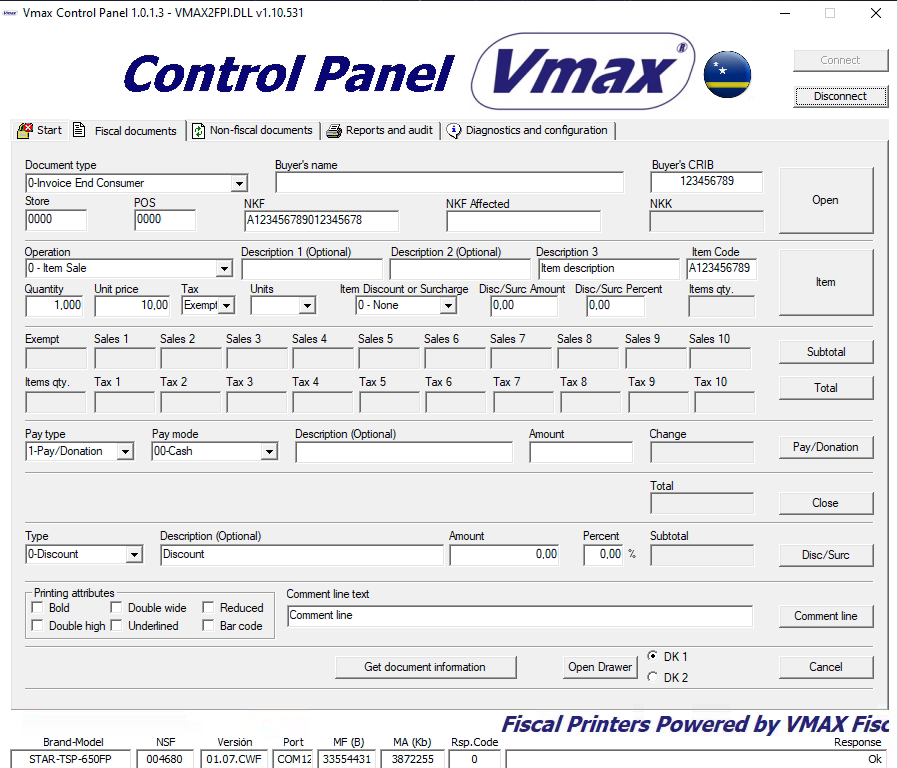 Vmax Vmax Control Panel 1.0.1.3 - VMAX2FPI.DLL v1.10.531
Control Panel Vmax ®
Connect
Disconnect
Start Fiscal documents Non-fiscal documents Reports and audit Diagnostics and configuration
Document type Buyer's name Buyer's CRIB
0-Invoice End Consumer 123456789
Store POS NKF NKF Affected NKK Open
0000 0000 A123456789012345678
Operation Description 1 (Optional) Description 2 (Optional) Description 3 Item Code
0 - Item Sale Item description A123456789
Item
Quantity Unit price Tax Units Item Discount or Surcharge Disc/Surc Amount Disc/Surc Percent Items qty.
1,000 10,00 Exempt 0 - None 0,00 0,00
Exempt Sales 1 Sales 2 Sales 3 Sales 4 Sales 5 Sales 6 Sales 7 Sales 8 Sales 9 Sales 10
Subtotal
Items qty. Tax 1 Tax 2 Tax 3 Tax 4 Tax 5 Tax 6 Tax 7 Tax 8 Tax 9 Tax 10
Total
Pay type Pay mode Description (Optional) Amount Change
1-Pay/Donation 00-Cash Pay/Donation
Total
Close
Type Description (Optional) Amount Percent Subtotal
0-Discount Discount 0,00 0,00 % Disc/Surc
Printing attributes Comment line text
Bold Double wide Reduced
Comment line Comment line
Double high Underlined Bar code
Get document information Open Drawer DK 1 Cancel
DK 2
Fiscal Printers Powered by VMAX Fisc
Brand-Model NSF Versión Port MF (B) MA (Kb) Rsp.Code Response
STAR-TSP-650FP 004680 01.07.CWF COM12 33554431 3872255 0 Ok